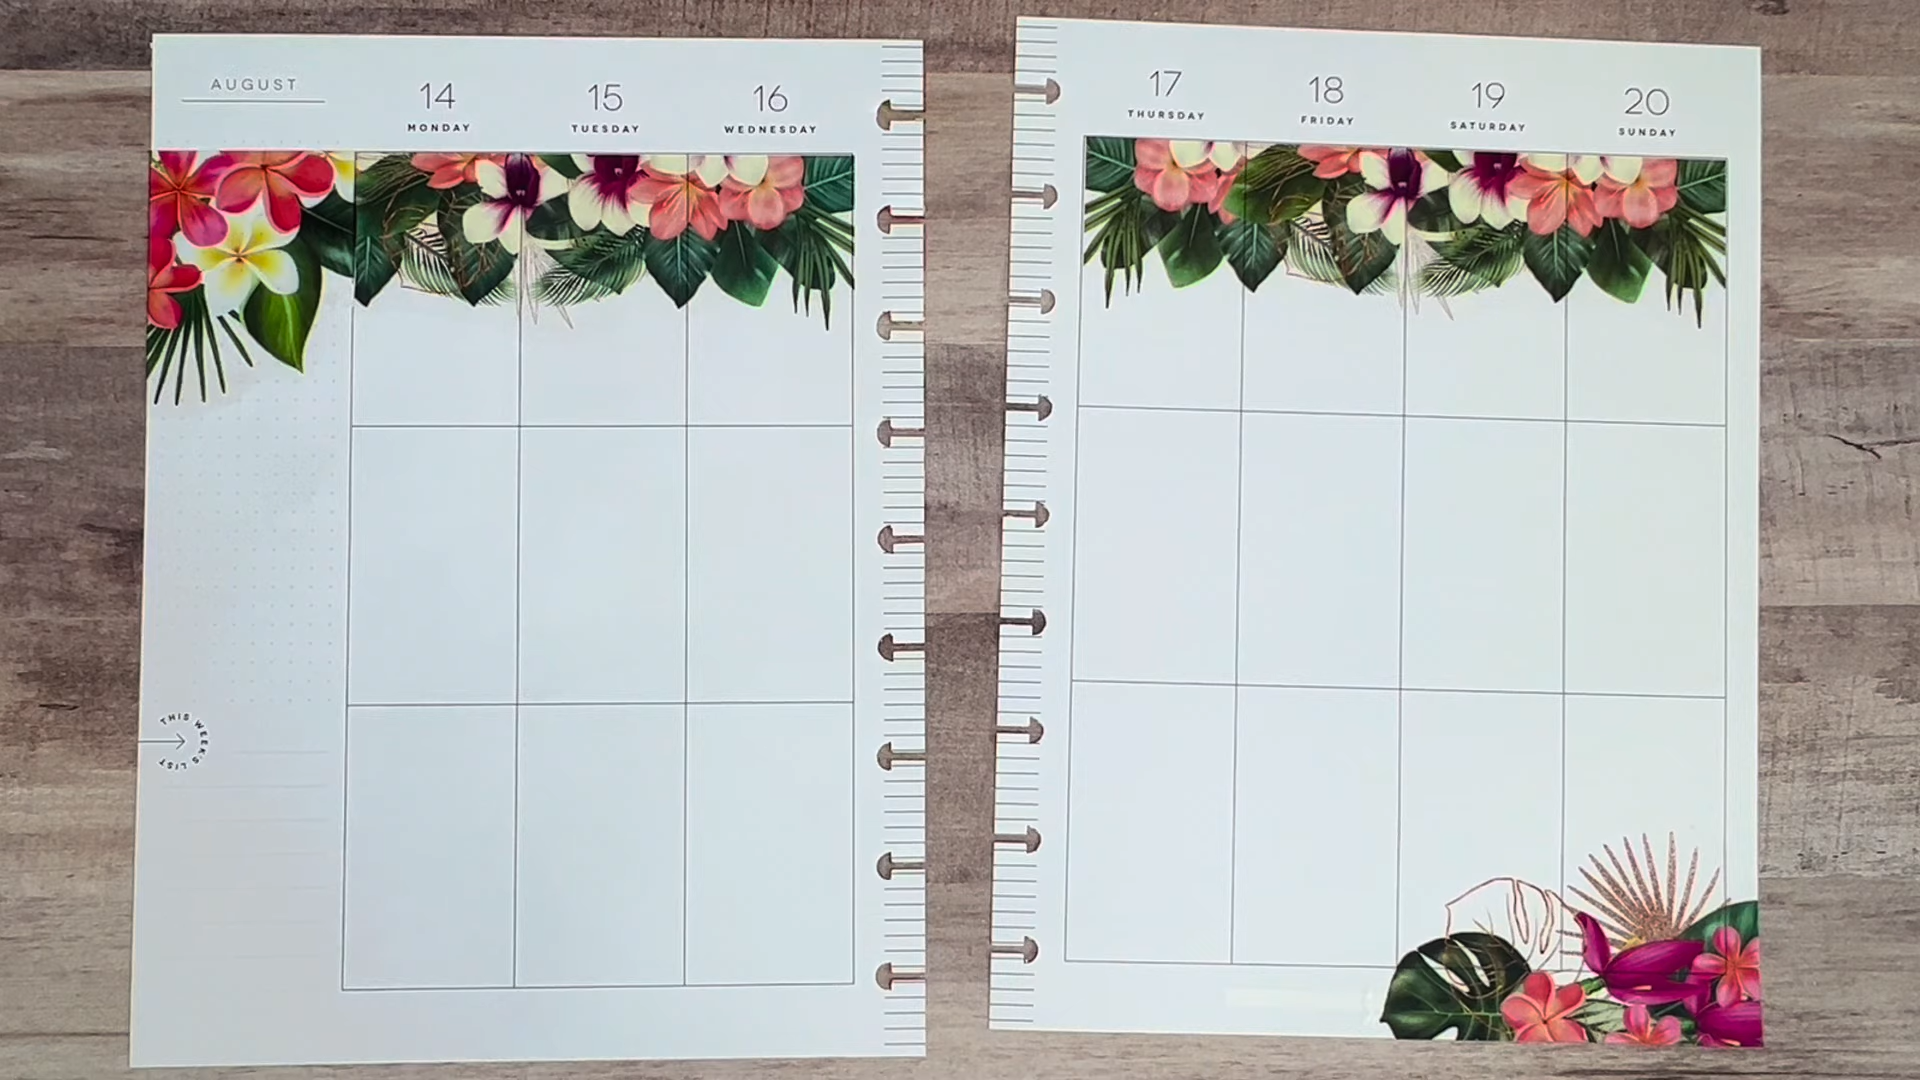 AUGUST
14
MONDAY
15
TUESDAY
16
WEDNESDAY
17
THURSDAY
18
FRIDAY
19
SATURDAY
20
SUNDAY
THIS WEEK'S LIST